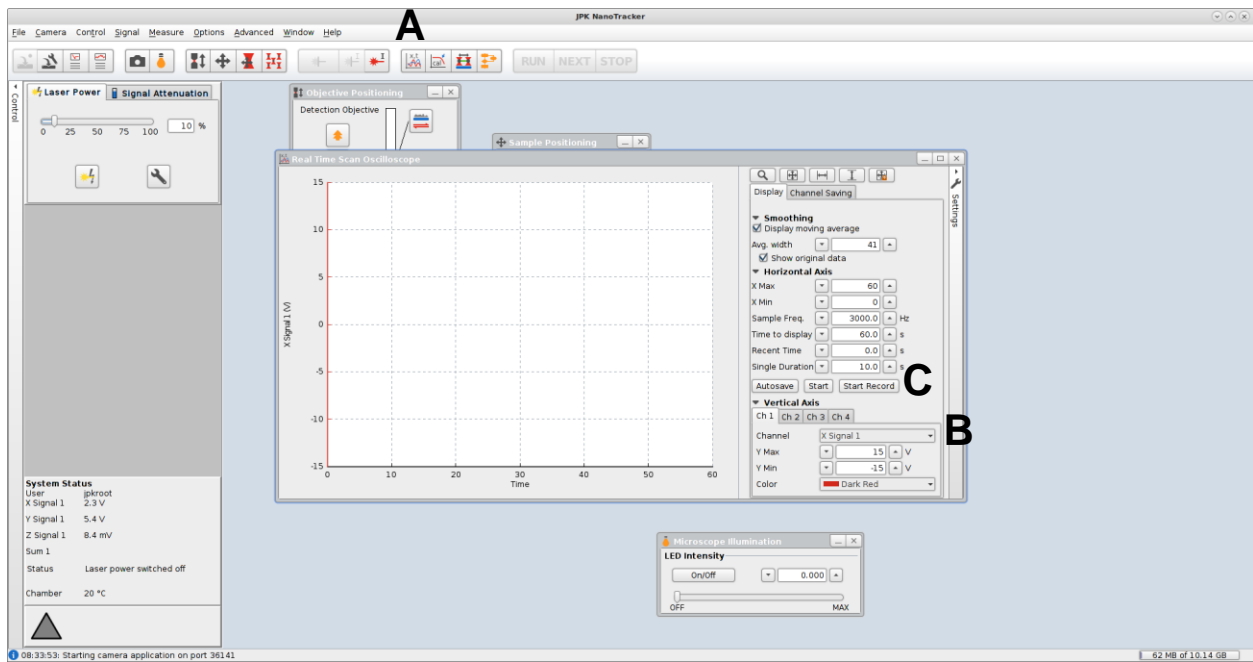 JPK NanoTracker
A
File Camera Control Signal Measure Options Advanced Window Help
RUN NEXT STOP
Control
Laser Power Signal Attenuation
0 25 50 75 100 10 %
Objective Positioning
Detection Objective
Sample Positioning
Real Time Scan Oscilloscope
15
10
5
0
-5
-10
-15
X Signal 1 (V)
0 10 20 30 40 50 60
Time
Settings
Display Channel Saving
Smoothing
Display moving average
Avg. width 41
Show original data
Horizontal Axis
X Max 60
X Min 0
Sample Freq. 3000.0 Hz
Time to display 60.0 s
Recent Time 0.0 s
Single Duration 10.0 s
Autosave Start Start Record C
Vertical Axis
Ch 1 Ch 2 Ch 3 Ch 4
Channel X Signal 1 B
Y Max 15 V
Y Min -15 V
Color Dark Red
System Status
User jpkroot
X Signal 1 2.3 V
Y Signal 1 5.4 V
Z Signal 1 8.4 mV
Sum 1
Status Laser power switched off
Chamber 20 °C
Microscope Illumination
LED Intensity
On/Off 0.000
OFF MAX
08:33:53: Starting camera application on port 36141
62 MB of 10.14 GB